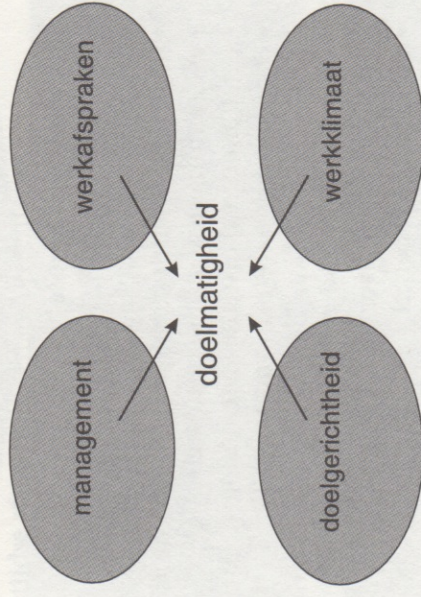 management
werkafspraken
doelmatigheid
doelgerichtheid
werkklimaat